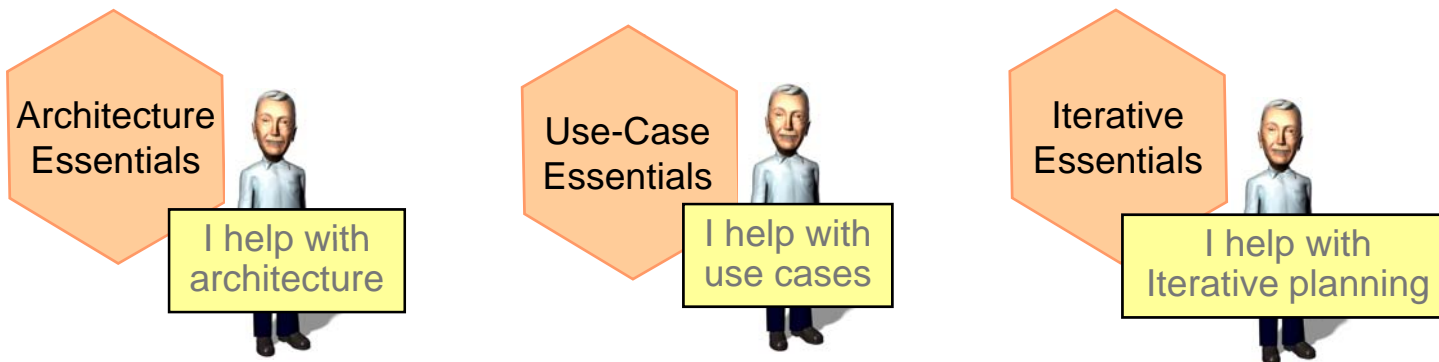 Architecture
Essentials
I help with
architecture
Use-Case
Essentials
I help with
use cases
Iterative
Essentials
I help with
Iterative planning